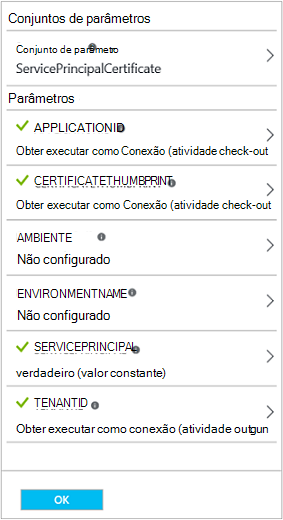 Conjuntos de parâmetros
Conjunto de parâmetro
ServicePrincipalCertificate
Parâmetros
APPLICATIONID
Obter executar como Conexão (atividade check-out
CERTIFICATETHUMBPRINT
Obter executar como Conexão (atividade check-out
AMBIENTE
Não configurado
ENVIRONMENTNAME
Não configurado
SERVICEPRINCIPAL
verdadeiro (valor constante)
TENANTID
Obter executar como conexão (atividade outgun
OK